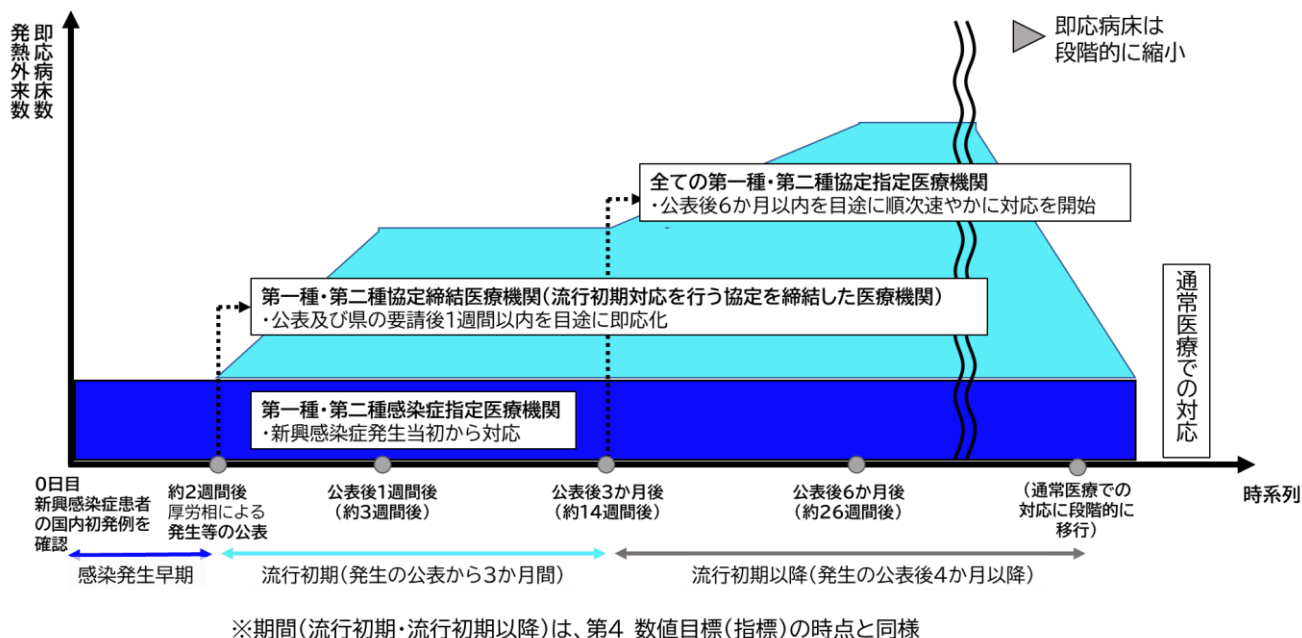 即応病床数
発熱外来数
即応病床は
段階的に縮小
全ての第一種・第二種協定指定医療機関
・公表後6か月以内を目途に順次速やかに対応を開始
第一種・第二種協定締結医療機関(流行初期対応を行う協定を締結した医療機関)
・公表及び県の要請後1週間以内を目途に即応化
第一種・第二種感染症指定医療機関
・新興感染症発生当初から対応
通常医療での対応
0日目
新興感染症患者
の国内初発例を
確認
約2週間後
厚労相による
発生等の公表
公表後1週間後
(約3週間後)
公表後3か月後
(約14週間後)
公表後6か月後
(約26週間後)
(通常医療での
対応に段階的に
移行)
時系列
感染発生早期
流行初期(発生の公表から3か月間)
流行初期以降(発生の公表後4か月以降)
※期間(流行初期・流行初期以降)は、第4 数値目標(指標)の時点と同様